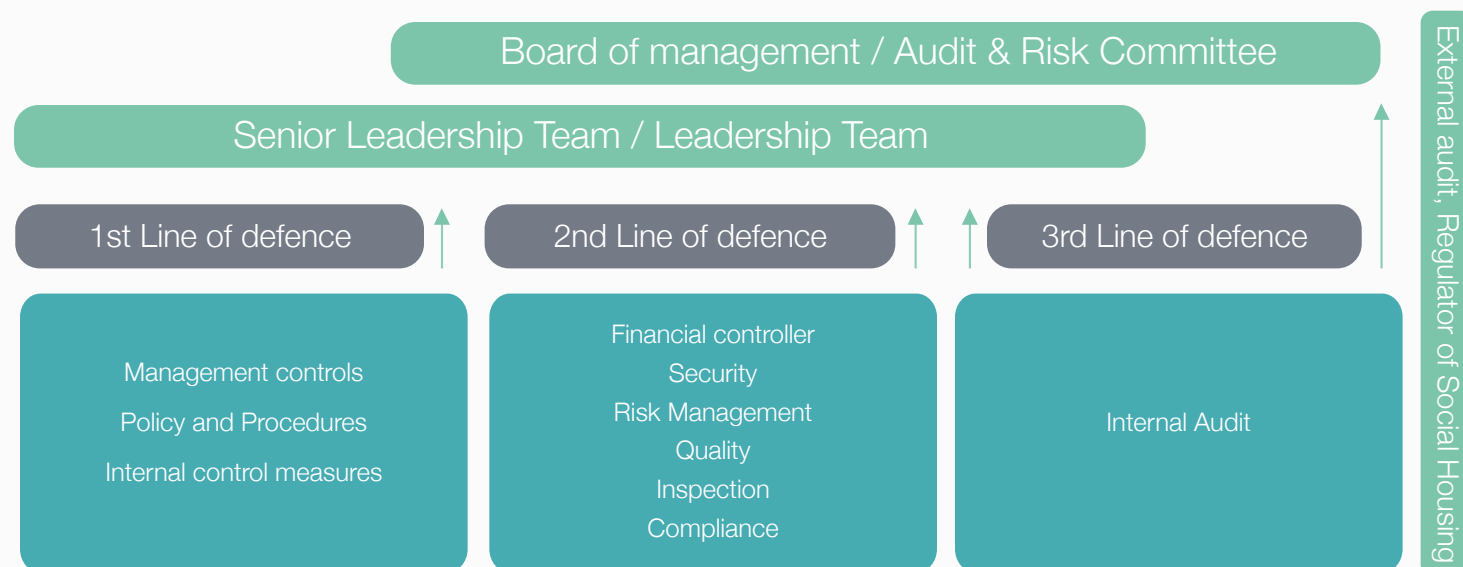 Board of management / Audit & Risk Committee
Senior Leadership Team / Leadership Team
1st Line of defence
2nd Line of defence
3rd Line of defence
Management controls
Policy and Procedures
Internal control measures
Financial controller
Security
Risk Management
Quality
Inspection
Compliance
Internal Audit
External audit, Regulator of Social Housing